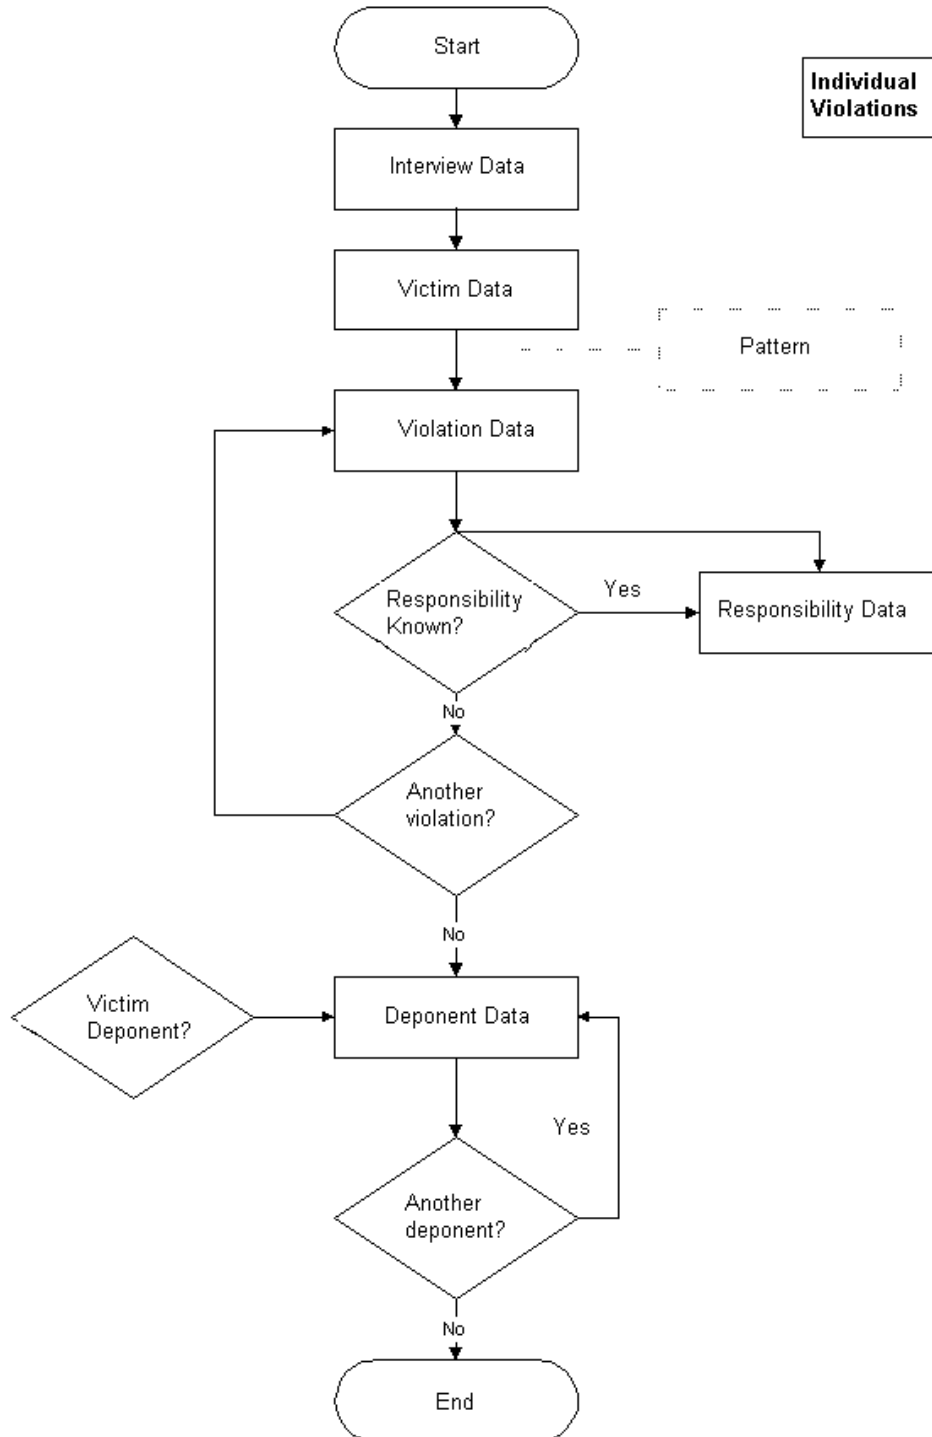 Start
Individual
Violations
Interview Data
Victim Data
Pattern
Violation Data
Responsibility
Known?
Yes
Responsibility Data
No
Another
violation?
No
Victim
Deponent?
Deponent Data
Yes
Another
deponent?
No
End